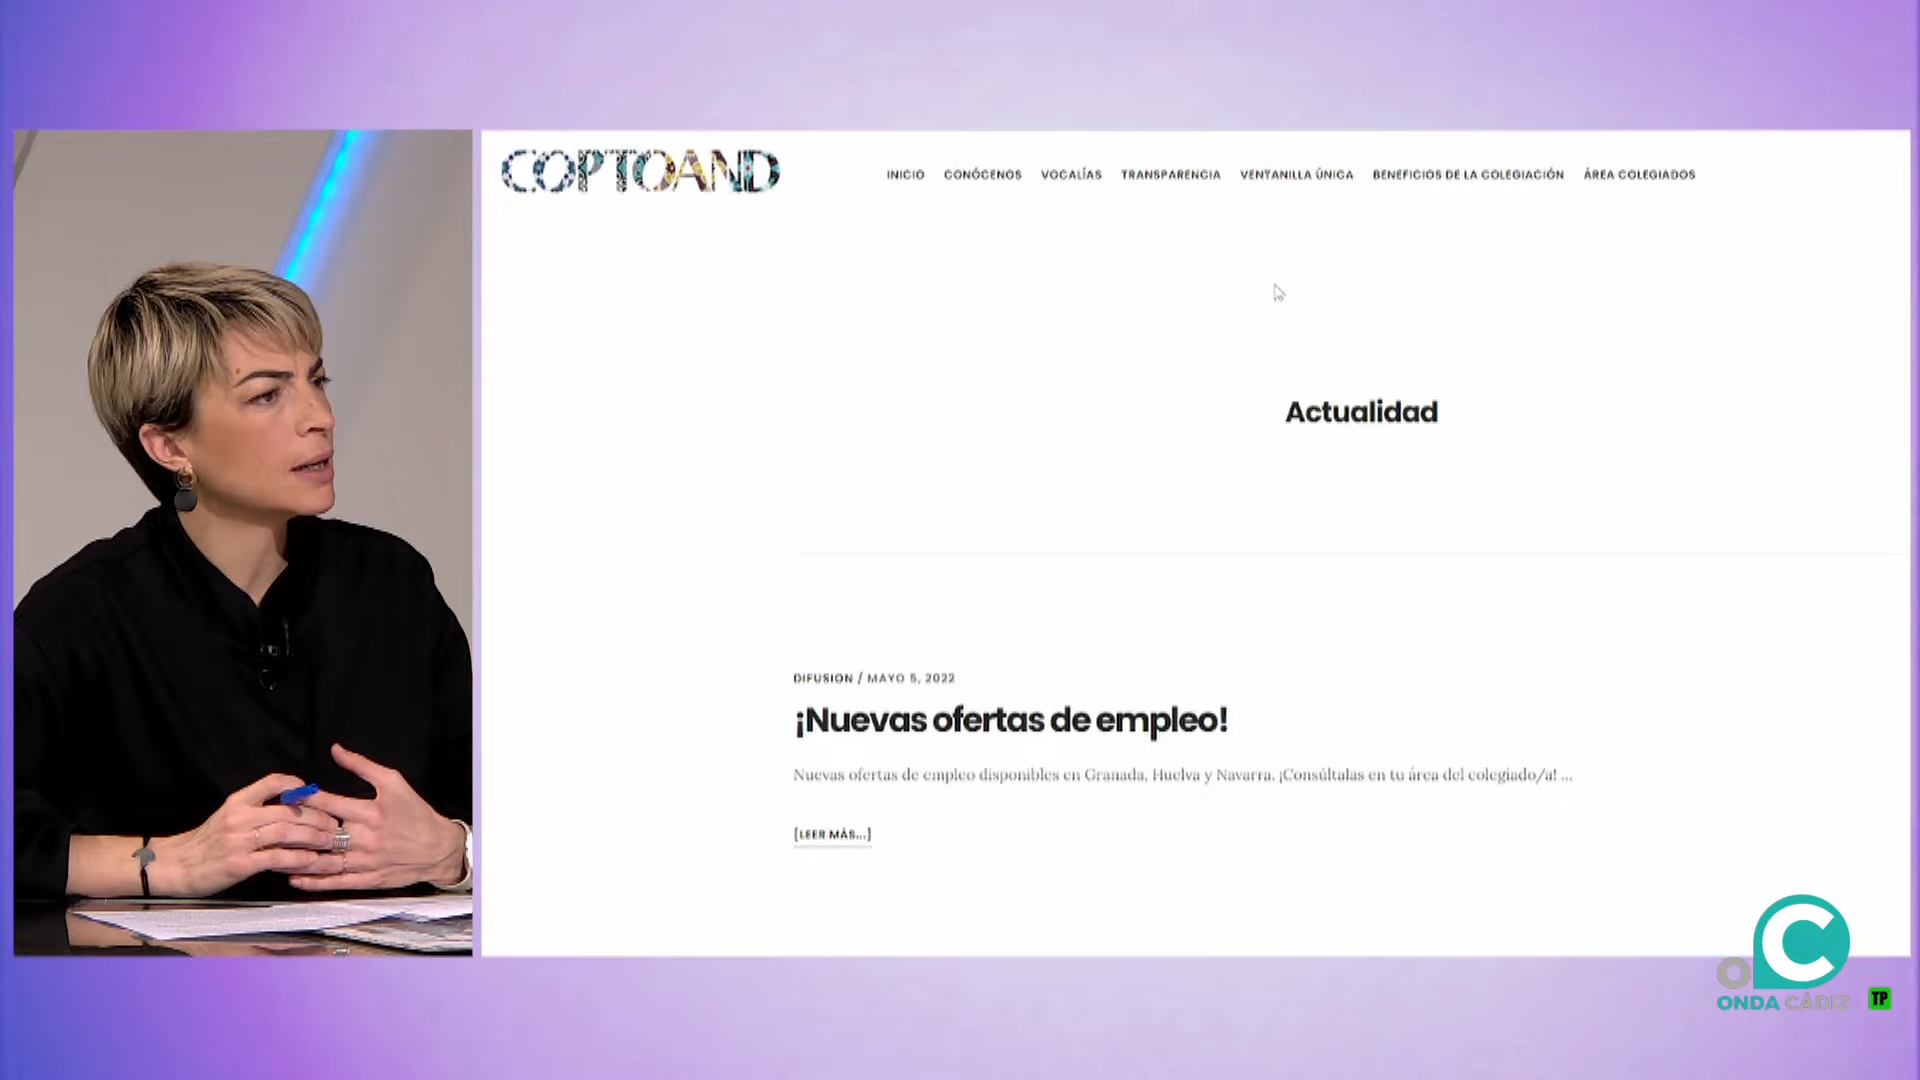 COPTOAND
INICIO CONÓCENOS VOCALÍAS TRANSPARENCIA VENTANILLA ÚNICA BENEFICIOS DE LA COLEGIACIÓN ÁREA COLEGIADOS
Actualidad
DIFUSION / MAYO 5, 2022
¡Nuevas ofertas de empleo!
Nuevas ofertas de empleo disponibles en Granada, Huelva y Navarra. ¡Consúltalas en tu área del colegiado/a! ...
[LEER MÁS...]
OC
ONDA CÁDIZ
TP